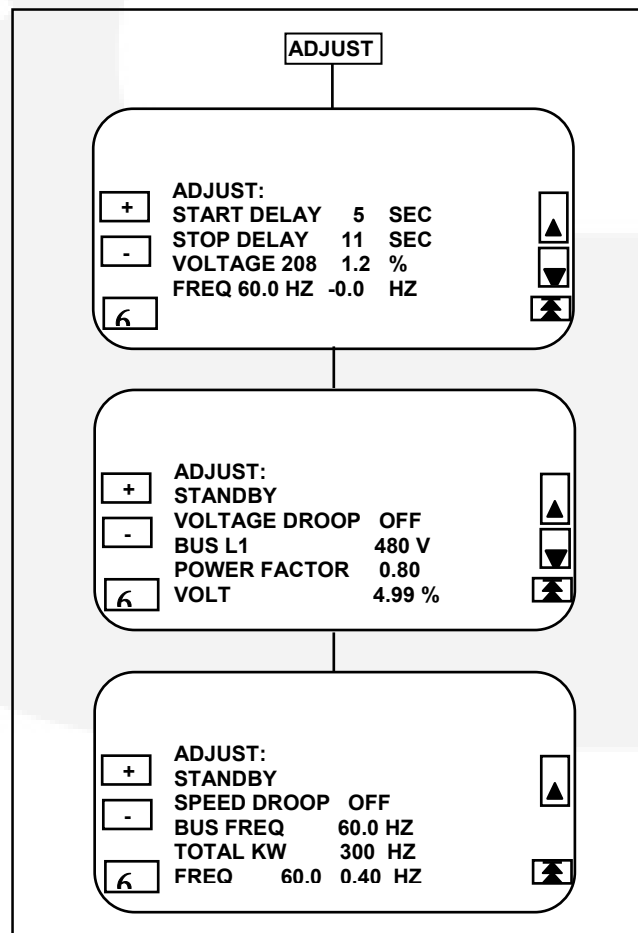 ADJUST
ADJUST:
+
START DELAY 5 SEC
STOP DELAY 11 SEC
-
VOLTAGE 208 1.2 %
FREQ 60.0 HZ -0.0 HZ
6
ADJUST:
+
STANDBY
VOLTAGE DROOP OFF
-
BUS L1 480 V
POWER FACTOR 0.80
6
VOLT 4.99 %
ADJUST:
+
STANDBY
SPEED DROOP OFF
-
BUS FREQ 60.0 HZ
TOTAL KW 300 HZ
6
FREQ 60.0 0.40 HZ